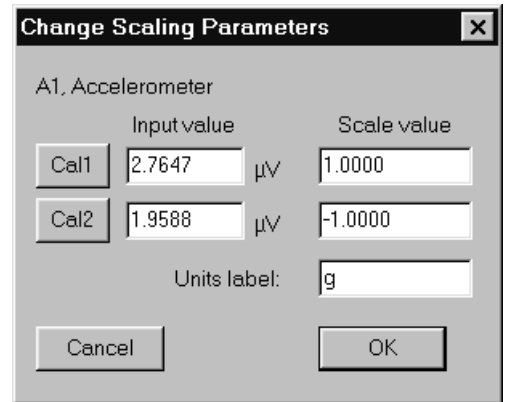 Change Scaling Parameters
A1, Accelerometer
Input value Scale value
Cal1 2.7647 µV 1.0000
Cal2 1.9588 µV -1.0000
Units label: g
Cancel OK